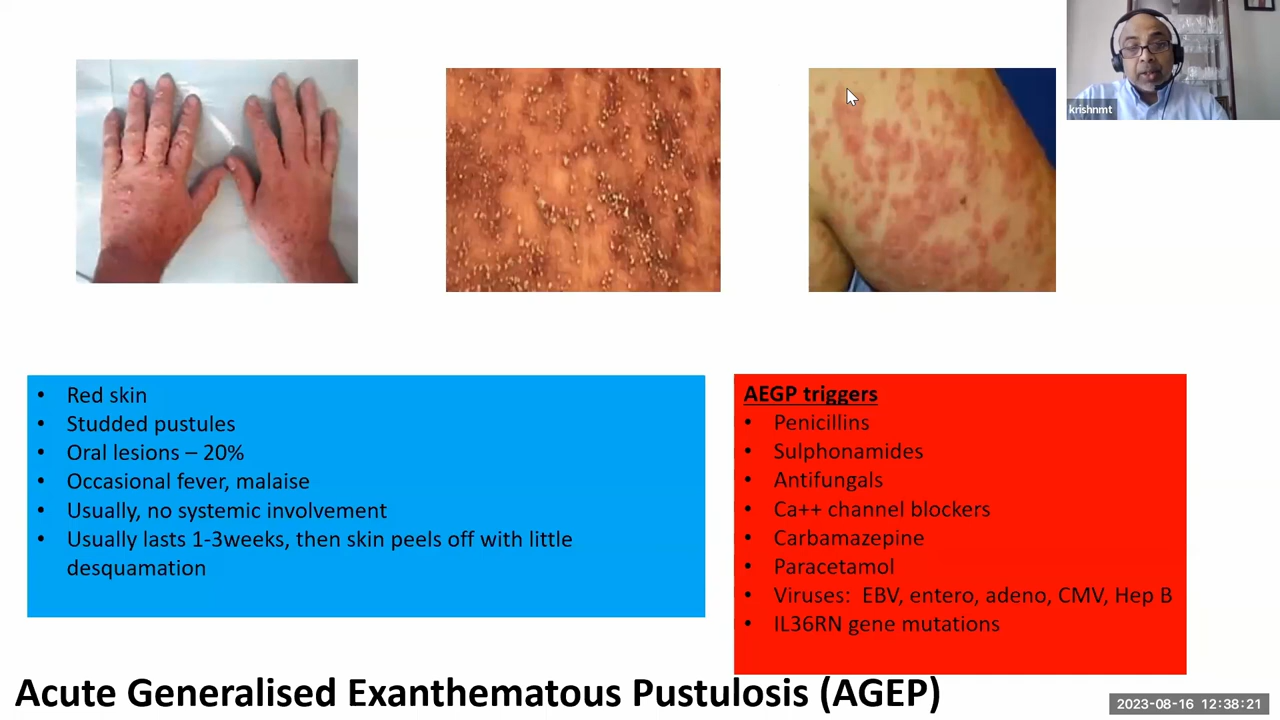 krishnmt
• Red skin
• Studded pustules
• Oral lesions – 20%
• Occasional fever, malaise
• Usually, no systemic involvement
• Usually lasts 1-3weeks, then skin peels off with little
desquamation
AEGP triggers
• Penicillins
• Sulphonamides
• Antifungals
• Ca++ channel blockers
• Carbamazepine
• Paracetamol
• Viruses: EBV, entero, adeno, CMV, Hep B
• IL36RN gene mutations
Acute Generalised Exanthematous Pustulosis (AGEP)
2023-08-16 12:38:21